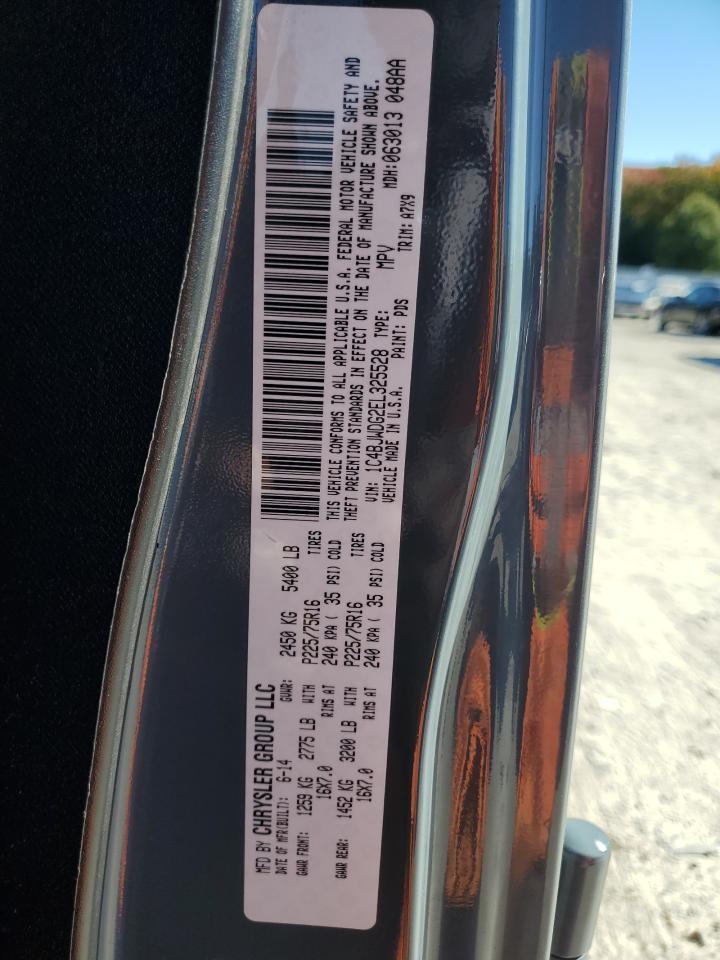 MFD BY CHRYSLER GROUP LLC
DATE OF MFR(BUILT): 6-14 GVWR: 2450 KG 5400 LB
GAWR FRONT: 1259 KG 2775 LB WITH P225/75R16 TIRES
16X7.0 RIMS AT 240 KPA ( 35 PSI) COLD
GAWR REAR: 1452 KG 3200 LB WITH P225/75R16 TIRES
16X7.0 RIMS AT 240 KPA ( 35 PSI) COLD
THIS VEHICLE CONFORMS TO ALL APPLICABLE U.S.A. FEDERAL MOTOR VEHICLE SAFETY AND
THEFT PREVENTION STANDARDS IN EFFECT ON THE DATE OF MANUFACTURE SHOWN ABOVE.
VIN: 1C4BJWDG2EL325528 TYPE: MPV MDH:063013 048AA
VEHICLE MADE IN U.S.A. PAINT: PDS TRIM: A7X9